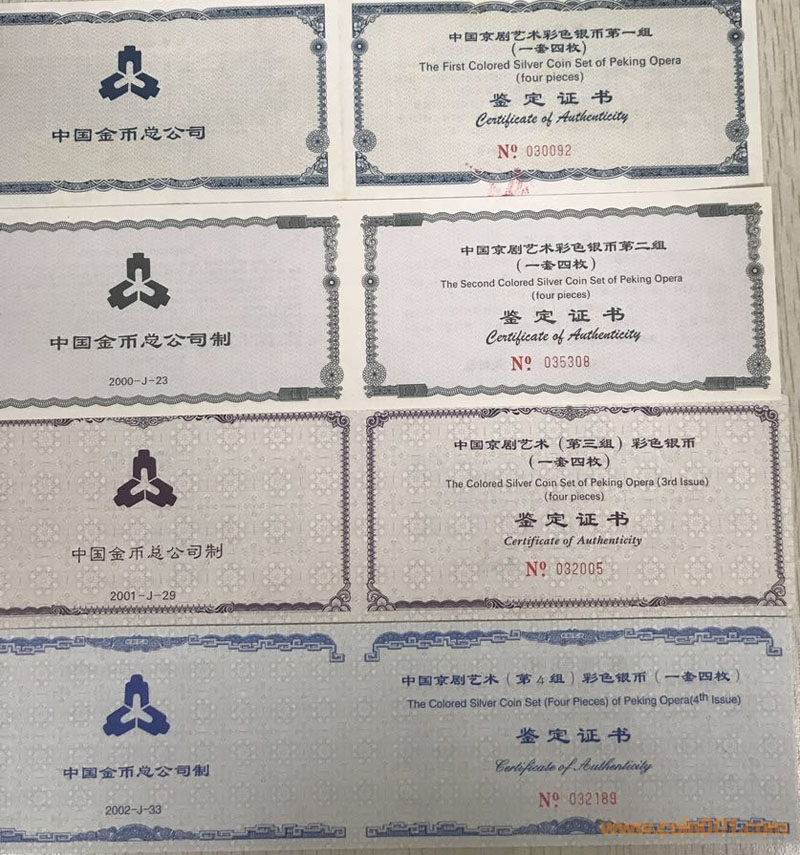 中国金币总公司
中国京剧艺术彩色银币第一组
(一套四枚)
The First Colored Silver Coin Set of Peking Opera
(four pieces)
鉴定证书
Certificate of Authenticity
Nº 030092
中国金币总公司制
2000-J-23
中国京剧艺术彩色银币第二组
(一套四枚)
The Second Colored Silver Coin Set of Peking Opera
(four pieces)
鉴定证书
Certificate of Authenticity
Nº 035308
中国金币总公司制
2001-J-29
中国京剧艺术(第三组)彩色银币
(一套四枚)
The Colored Silver Coin Set of Peking Opera (3rd Issue)
(four pieces)
鉴定证书
Certificate of Authenticity
Nº 032005
中国金币总公司制
2002-J-33
中国京剧艺术(第4组)彩色银币(一套四枚)
The Colored Silver Coin Set (Four Pieces) of Peking Opera(4th Issue)
鉴定证书
Certificate of Authenticity
Nº 032189